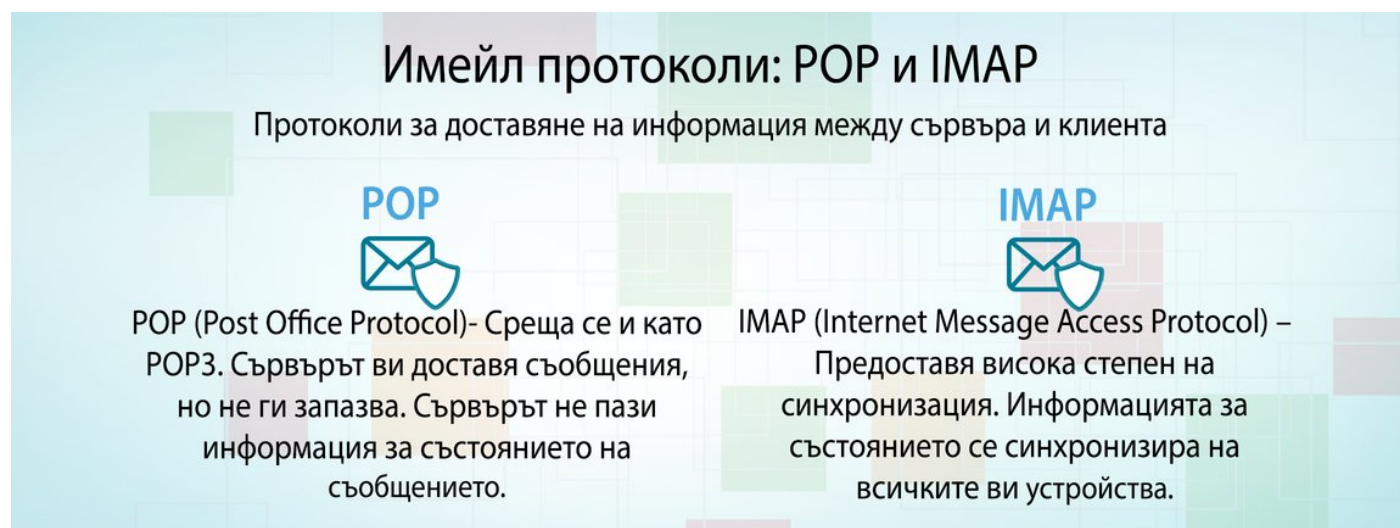 Имейл протоколи: POP и IMAP
Протоколи за доставяне на информация между сървъра и клиента
POP
POP (Post Office Protocol)- Среща се и като
POP3. Сървърът ви доставя съобщения,
но не ги запазва. Сървърът не пази
информация за състоянието на
съобщението.
IMAP
IMAP (Internet Message Access Protocol) –
Предоставя висока степен на
синхронизация. Информацията за
състоянието се синхронизира на
всичките ви устройства.